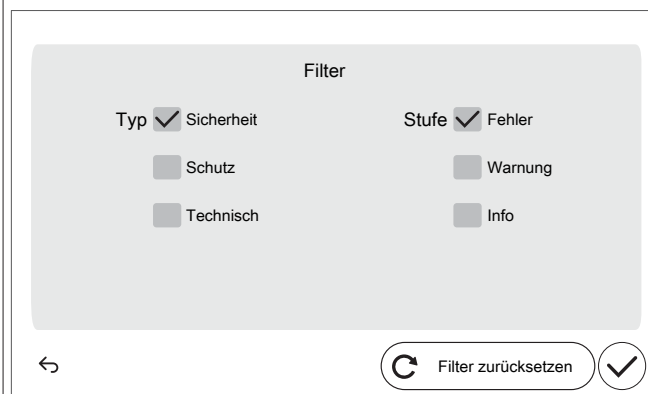 Filter
Typ Sicherheit Stufe Fehler
Schutz Warnung
Technisch Info
Filter zurücksetzen